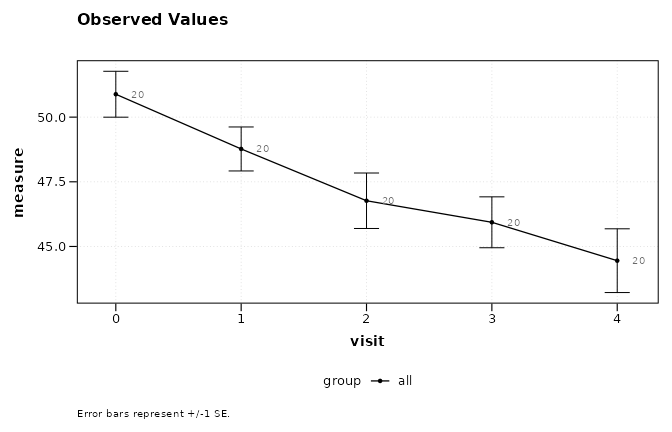 Observed Values
measure
50.0
47.5
45.0
20
20
20
20
20
0 1 2 3 4
visit
group all
Error bars represent +/-1 SE.